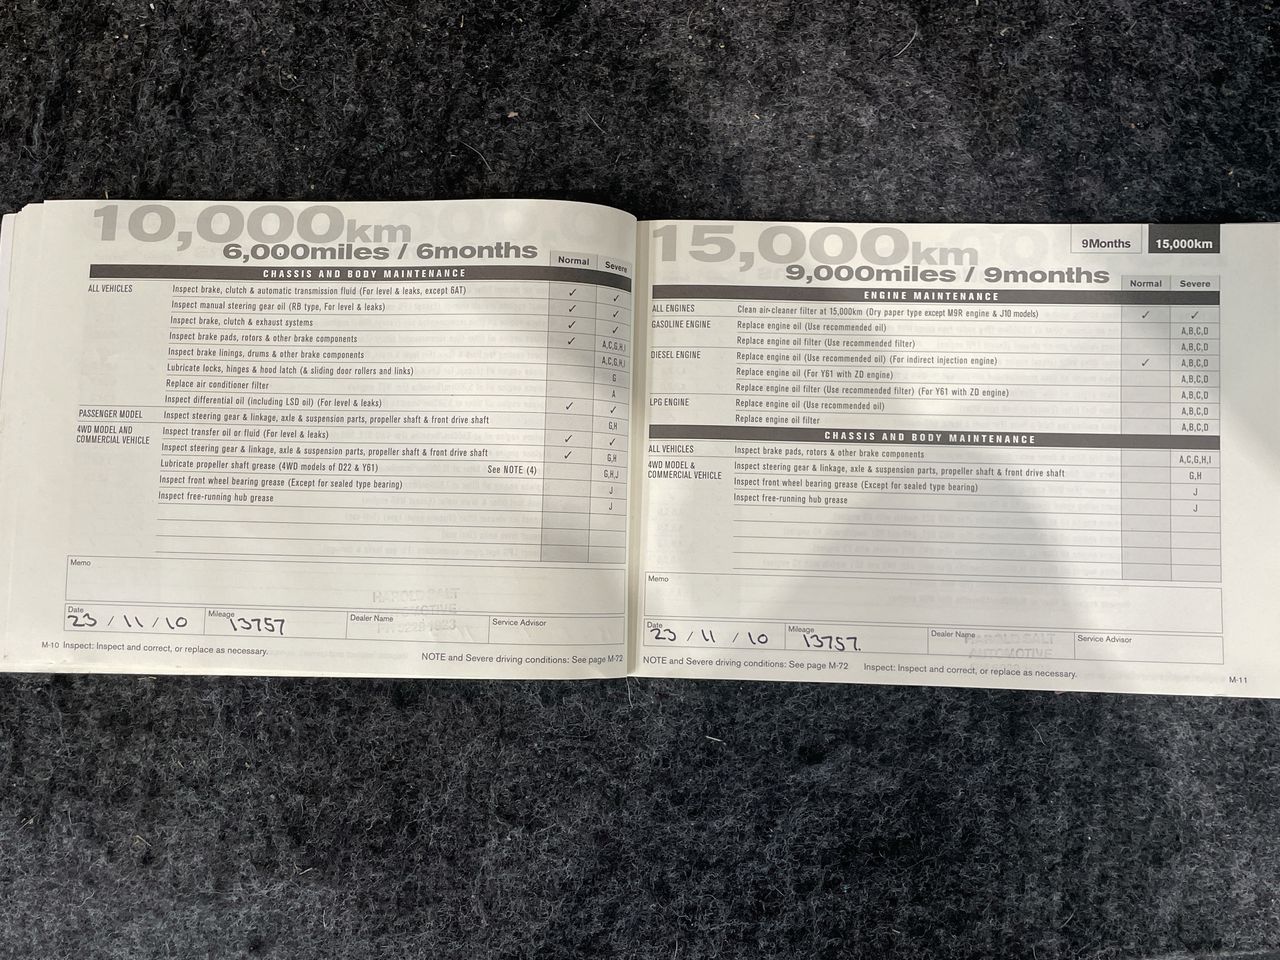 10,000km
6,000miles / 6months
Normal Severe
CHASSIS AND BODY MAINTENANCE
ALL VEHICLES Inspect brake, clutch & automatic transmission fluid (For level & leaks, except 6AT) ✓ ✓
Inspect manual steering gear oil (RB type, For level & leaks) ✓ ✓
Inspect brake, clutch & exhaust systems ✓ ✓
Inspect brake pads, rotors & other brake components ✓ A,C,G,H,I
Inspect brake linings, drums & other brake components A,C,G,H,I
Lubricate locks, hinges & hood latch (& sliding door rollers and links) G
Replace air conditioner filter A
Inspect differential oil (including LSD oil) (For level & leaks) ✓ ✓
PASSENGER MODEL Inspect steering gear & linkage, axle & suspension parts, propeller shaft & front drive shaft G,H
4WD MODEL AND COMMERCIAL VEHICLE Inspect transfer oil or fluid (For level & leaks) ✓ ✓
Inspect steering gear & linkage, axle & suspension parts, propeller shaft & front drive shaft ✓ G,H
Lubricate propeller shaft grease (4WD models of D22 & Y61) See NOTE (4) G,H,J
Inspect front wheel bearing grease (Except for sealed type bearing) J
Inspect free-running hub grease J
Memo
Date 23 / 11 / 10 Mileage 13757 Dealer Name Service Advisor
M-10 Inspect: Inspect and correct, or replace as necessary. NOTE and Severe driving conditions: See page M-72
15,000km
9Months 15,000km
9,000miles / 9months
Normal Severe
ENGINE MAINTENANCE
ALL ENGINES Clean air-cleaner filter at 15,000km (Dry paper type except M9R engine & J10 models) ✓ ✓
GASOLINE ENGINE Replace engine oil (Use recommended oil) A,B,C,D
Replace engine oil filter (Use recommended filter) A,B,C,D
DIESEL ENGINE Replace engine oil (Use recommended oil) (For indirect injection engine) ✓ A,B,C,D
Replace engine oil (For Y61 with ZD engine) A,B,C,D
Replace engine oil filter (Use recommended filter) (For Y61 with ZD engine) A,B,C,D
LPG ENGINE Replace engine oil (Use recommended oil) A,B,C,D
Replace engine oil filter A,B,C,D
CHASSIS AND BODY MAINTENANCE
ALL VEHICLES Inspect brake pads, rotors & other brake components A,C,G,H,I
4WD MODEL & COMMERCIAL VEHICLE Inspect steering gear & linkage, axle & suspension parts, propeller shaft & front drive shaft G,H
Inspect front wheel bearing grease (Except for sealed type bearing) J
Inspect free-running hub grease J
Memo
Date 23 / 11 / 10 Mileage 13757. Dealer Name Service Advisor
HAROLD SALT
AUTOMOTIVE
NOTE and Severe driving conditions: See page M-72 Inspect: Inspect and correct, or replace as necessary.
M-11